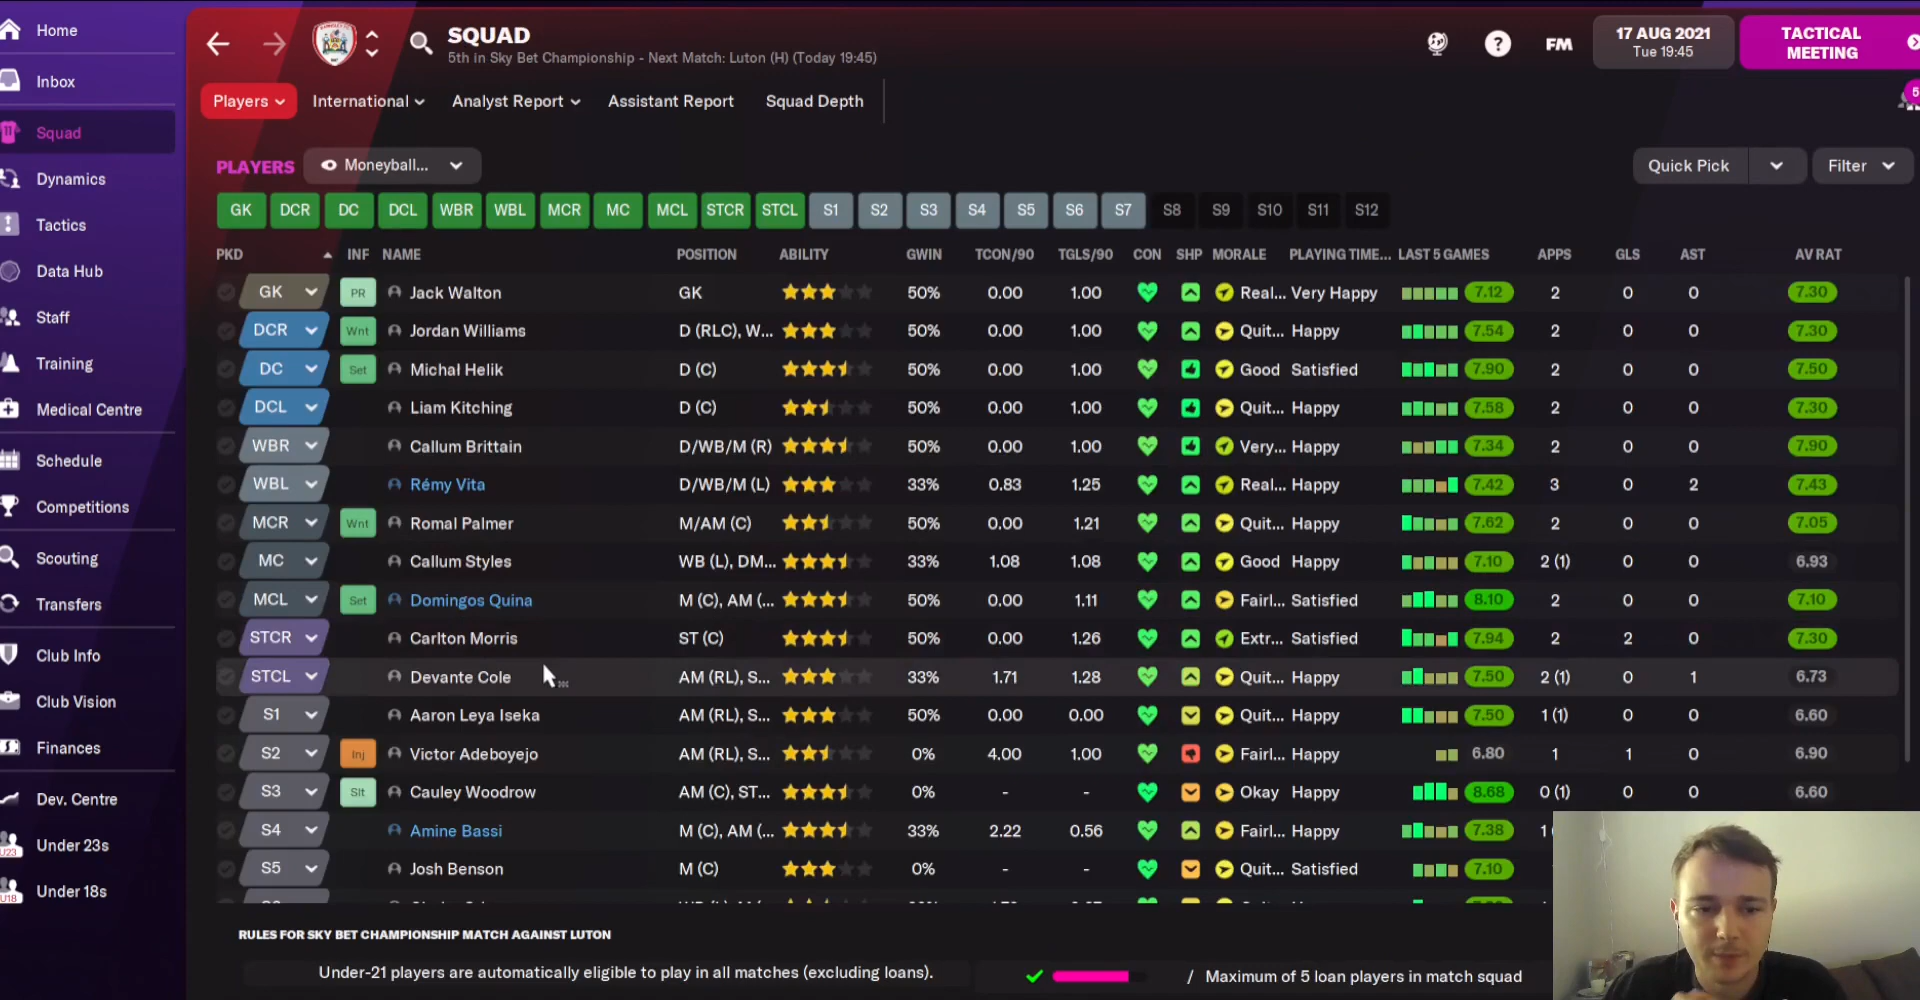 Home
Inbox
Squad
Dynamics
Tactics
Data Hub
Staff
Training
Medical Centre
Schedule
Competitions
Scouting
Transfers
Club Info
Club Vision
Finances
Dev. Centre
Under 23s
Under 18s
SQUAD
5th in Sky Bet Championship - Next Match: Luton (H) (Today 19:45)
FM
17 AUG 2021
Tue 19:45
TACTICAL
MEETING
Players International Analyst Report Assistant Report Squad Depth
PLAYERS Moneyball... Quick Pick Filter
GK DCR DC DCL WBR WBL MCR MC MCL STCR STCL S1 S2 S3 S4 S5 S6 S7 S8 S9 S10 S11 S12
PKD INF NAME POSITION ABILITY GWIN TCON/90 TGLS/90 CON SHP MORALE PLAYING TIME... LAST 5 GAMES APPS GLS AST AV RAT
GK PR Jack Walton GK 50% 0.00 1.00 Real... Very Happy 7.12 2 0 0 7.30
DCR Wnt Jordan Williams D (RLC), W... 50% 0.00 1.00 Quit... Happy 7.54 2 0 0 7.30
DC Set Michał Helik D (C) 50% 0.00 1.00 Good Satisfied 7.90 2 0 0 7.50
DCL Liam Kitching D (C) 50% 0.00 1.00 Quit... Happy 7.58 2 0 0 7.30
WBR Callum Brittain D/WB/M (R) 50% 0.00 1.00 Very... Happy 7.34 2 0 0 7.90
WBL Rémy Vita D/WB/M (L) 33% 0.83 1.25 Real... Happy 7.42 3 0 2 7.43
MCR Wnt Romal Palmer M/AM (C) 50% 0.00 1.21 Quit... Happy 7.62 2 0 0 7.05
MC Callum Styles WB (L), DM... 33% 1.08 1.08 Good Happy 7.10 2 (1) 0 0 6.93
MCL Set Domingos Quina M (C), AM (... 50% 0.00 1.11 Fairl... Satisfied 8.10 2 0 0 7.10
STCR Carlton Morris ST (C) 50% 0.00 1.26 Extr... Satisfied 7.94 2 2 0 7.30
STCL Devante Cole AM (RL), S... 33% 1.71 1.28 Quit... Happy 7.50 2 (1) 0 1 6.73
S1 Aaron Leya Iseka AM (RL), S... 50% 0.00 0.00 Quit... Happy 7.50 1 (1) 0 0 6.60
S2 Inj Victor Adeboyejo AM (RL), S... 0% 4.00 1.00 Fairl... Happy 6.80 1 1 0 6.90
S3 Slt Cauley Woodrow AM (C), ST... 0% - - Okay Happy 8.68 0 (1) 0 0 6.60
S4 Amine Bassi M (C), AM (... 33% 2.22 0.56 Fairl... Happy 7.38 1
S5 Josh Benson M (C) 0% - - Quit... Satisfied 7.10
RULES FOR SKY BET CHAMPIONSHIP MATCH AGAINST LUTON
Under-21 players are automatically eligible to play in all matches (excluding loans). / Maximum of 5 loan players in match squad